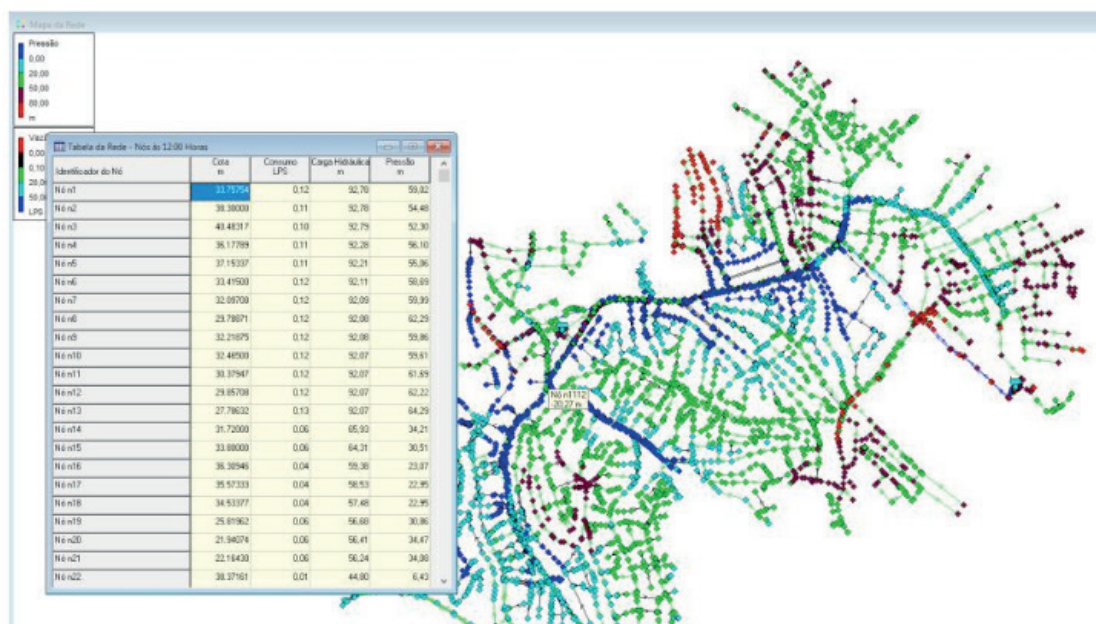 Mapa da Rede
Pressão
0,00
20,00
50,00
80,00
m
0,00
0,10
20,00
50,00
LPS
Tabela da Rede - Nós às 12:00 Horas
Identificador do Nó Cota m Consumo LPS Carga Hidráulica m Pressão m
Nó n1 33.75754 0,12 92,78 59,02
Nó n2 38.30000 0,11 92,78 54,48
Nó n3 40.48317 0,10 92,79 52,30
Nó n4 36.17789 0,11 92,28 56,10
Nó n5 37.15337 0,11 92,21 55,06
Nó n6 33.41500 0,12 92,11 58,69
Nó n7 0,12 92,09 59,99
Nó n8 0,12 92,08 62,29
Nó n9 32.21875 0,12 92,08 59,86
Nó n10 32.46500 0,12 92,07 59,61
Nó n11 30.37947 0,12 92,07 61,69
Nó n12 0,12 92,07 62,22
Nó n13 27.78632 0,13 92,07 64,29
Nó n14 31.72000 0,06 65,93 34,21
Nó n15 33.80000 0,06 64,31 30,51
Nó n16 36.30946 0,04 59,38 23,07
Nó n17 35.57333 0,04 58,53 22,95
Nó n18 34.53377 0,04 57,48 22,95
Nó n19 25.81962 0,06 56,68 30,86
Nó n20 21.94074 0,06 56,41 34,47
Nó n21 22.16430 0,06 56,24 34,08
Nó n22 38.37161 0,01 44,80 6,43
Nó n1112
-20,27 m